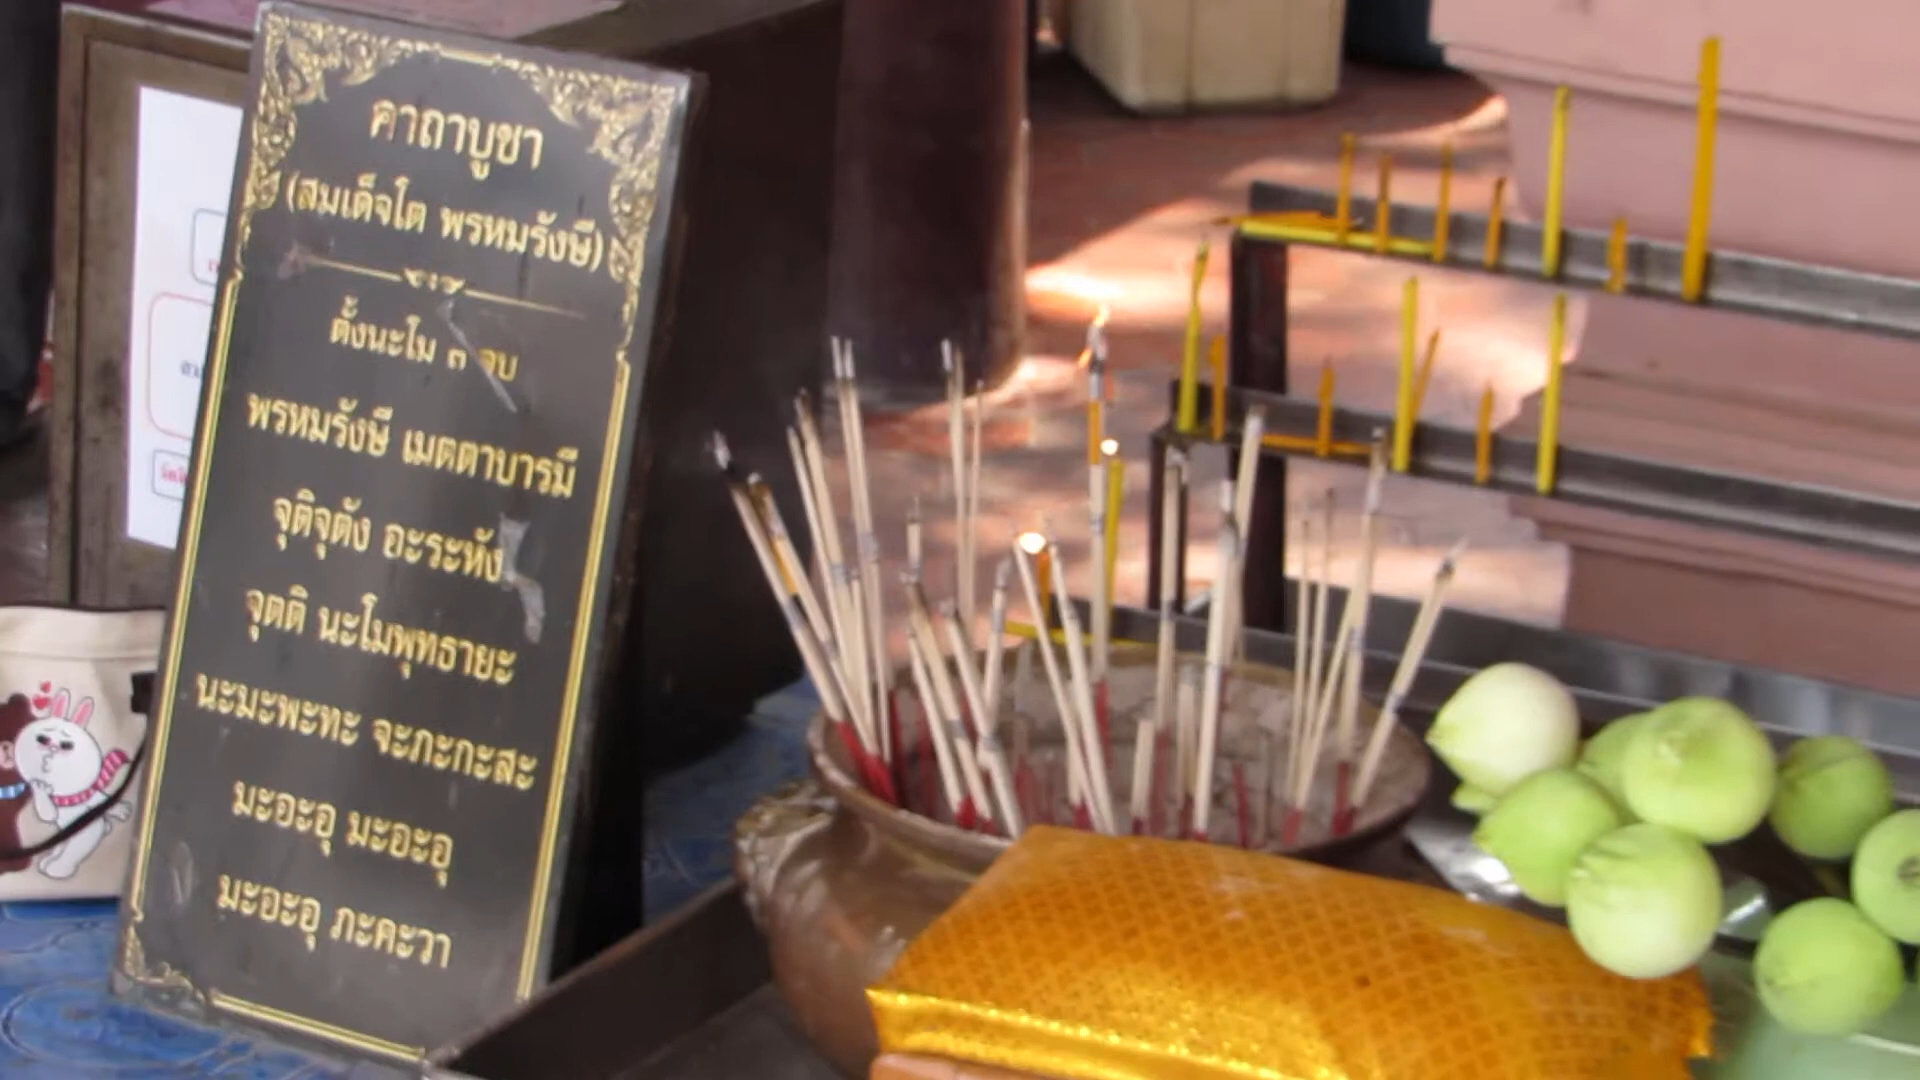 คาถาบูชา
(สมเด็จโต พรหมรังษี)
ตั้งนะโม ๓ จบ
พรหมรังษี เมตตาบารมี
จุติจุตัง อะระหัง
จุตติ นะโมพุทธายะ
นะมะพะทะ จะภะกะสะ
มะอะอุ มะอะอุ
มะอะอุ ภะคะวา